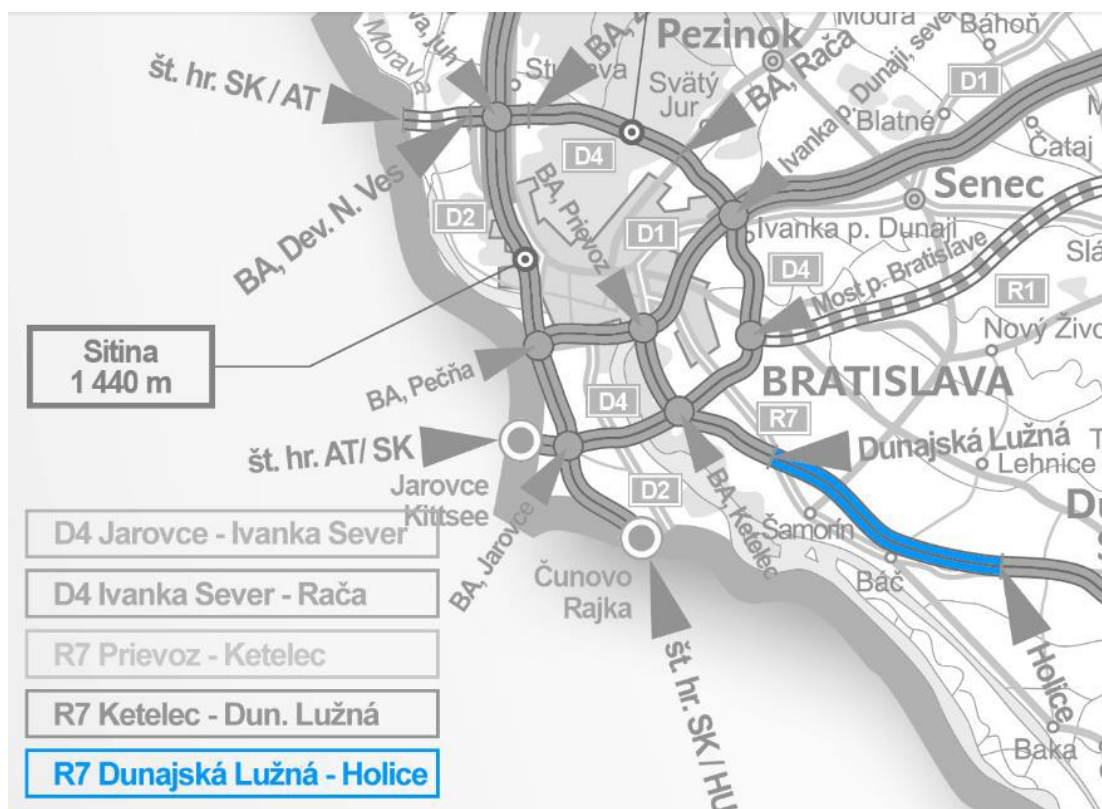 Modra
Báhoň
Pezinok
BA, Rača
Morava
Svätý
Jur
D1
Blatné
Čataj
št. hr. SK / AT
D4
Ivanka p. Dunaji, sever
Senec
BA, Dev. N. Ves
D2
BA, Prievoz
D1
Ivanka p. Dunaji
D4
Most p. Bratislave
R1
Sitina
1 440 m
BA, Pečňa
BRATISLAVA
D4
R7
Dunajská Lužná
Lehnice
št. hr. AT/ SK
Jarovce
Kittsee
D2
BA, Ketelec
Šamorín
BA, Jarovce
Čunovo
Rajka
Báč
Holice
Baka
št. hr. SK / HU
D4 Jarovce - Ivanka Sever
D4 Ivanka Sever - Rača
R7 Prievoz - Ketelec
R7 Ketelec - Dun. Lužná
R7 Dunajská Lužná - Holice